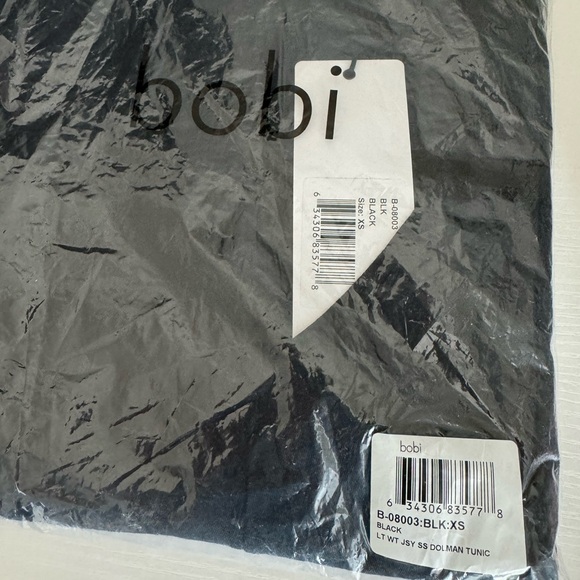 bobi
B-08003
BLK
BLACK
Size: XS
6 34306 83577 8
bobi
6 34306 83577 8
B-08003:BLK:XS
BLACK
LT WT JSY SS DOLMAN TUNIC